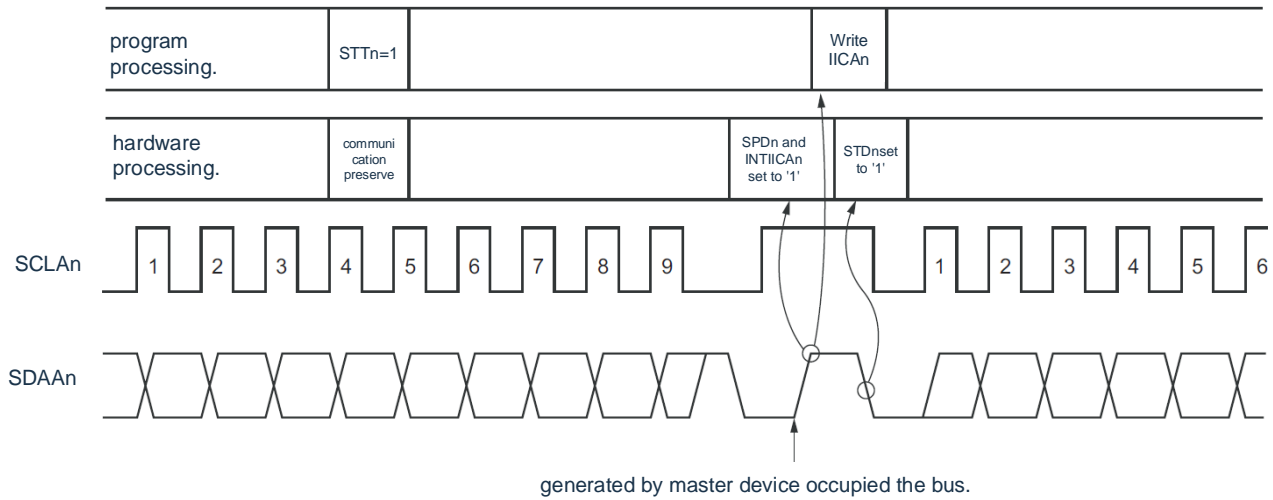 program
processing.
STTn=1
Write
IICAn
hardware
processing.
communi
cation
preserve
SPDn and
INTIICAn
set to '1'
STDnset
to '1'
SCLAn
1 2 3 4 5 6 7 8 9 1 2 3 4 5 6
SDAAn
generated by master device occupied the bus.